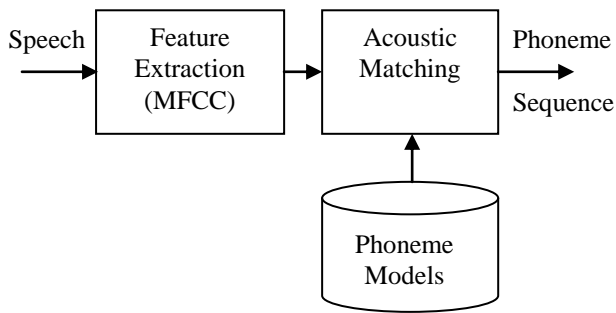 Speech
Feature
Extraction
(MFCC)
Acoustic
Matching
Phoneme
Sequence
Phoneme
Models